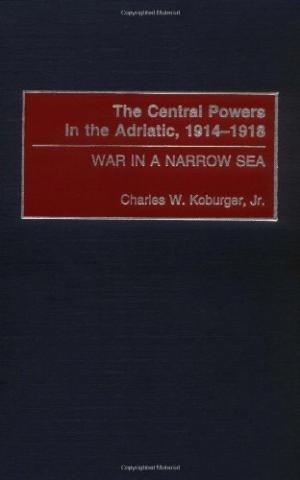 The Central Powers
in the Adriatic, 1914–1918
WAR IN A NARROW SEA
Charles W. Koburger, Jr.